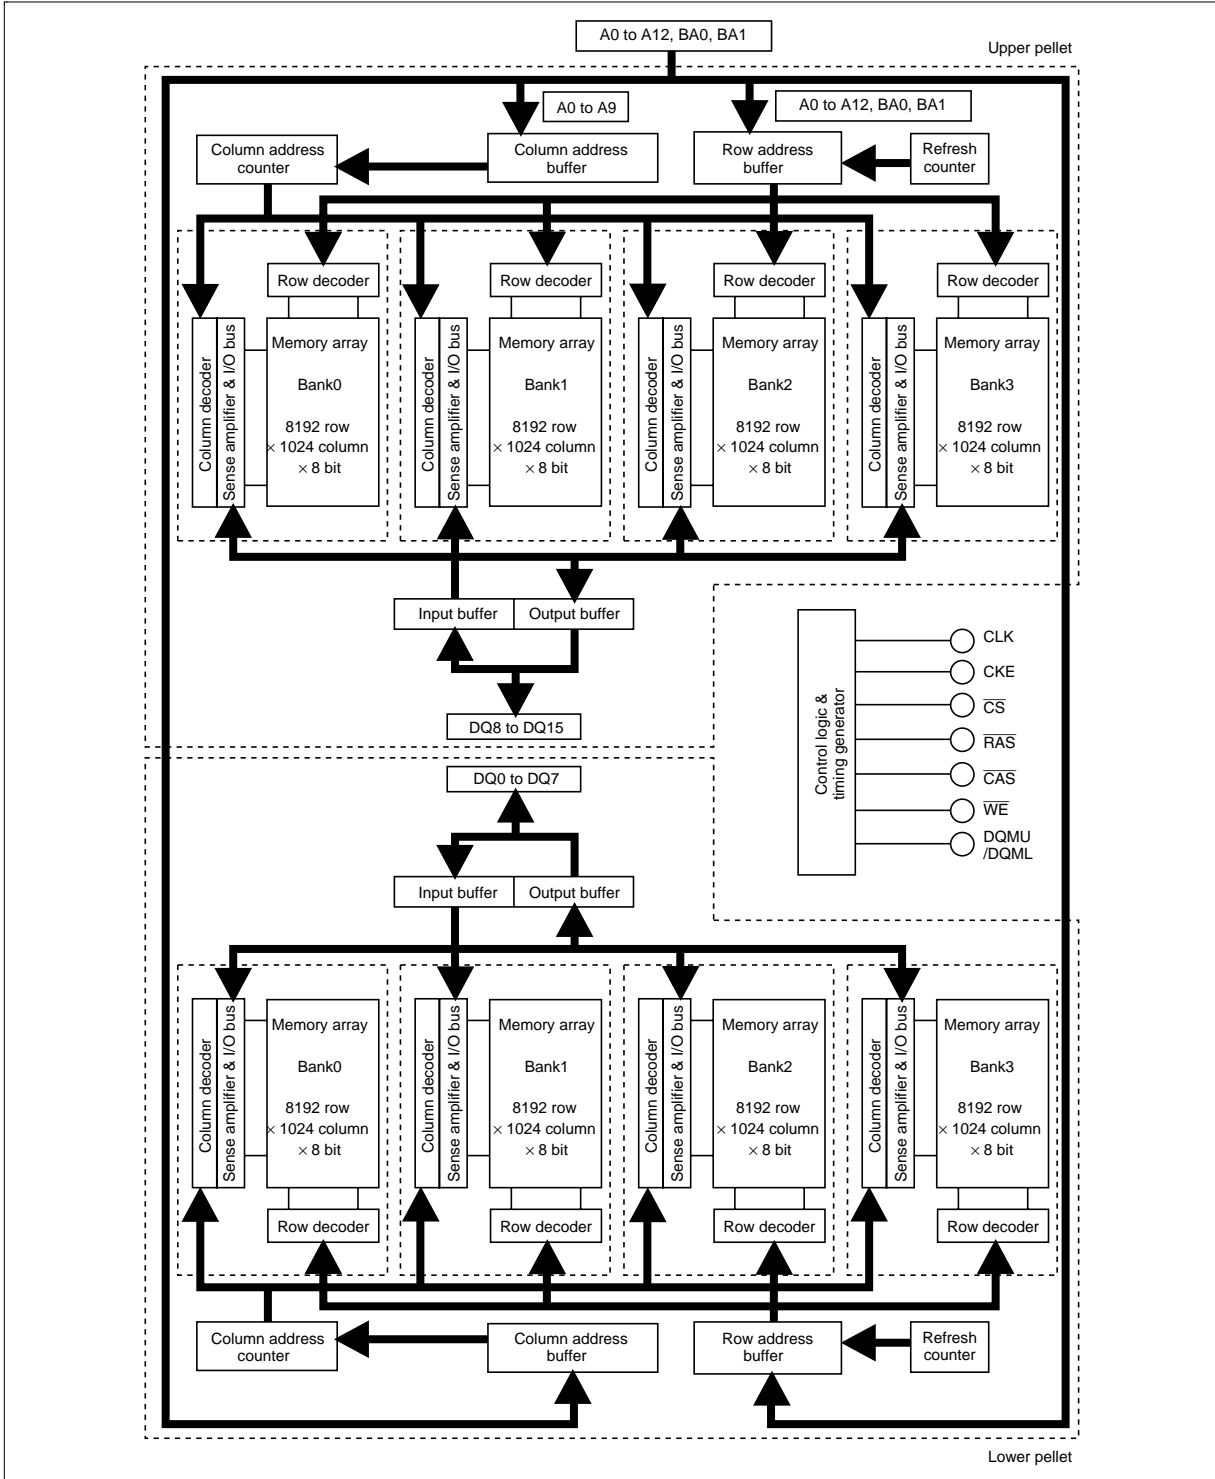 A0 to A12, BA0, BA1
Upper pellet
A0 to A9
A0 to A12, BA0, BA1
Column address
counter
Column address
buffer
Row address
buffer
Refresh
counter
Row decoder
Row decoder
Row decoder
Row decoder
Column decoder
Sense amplifier & I/O bus
Memory array
Bank0
8192 row
× 1024 column
× 8 bit
Column decoder
Sense amplifier & I/O bus
Memory array
Bank1
8192 row
× 1024 column
× 8 bit
Column decoder
Sense amplifier & I/O bus
Memory array
Bank2
8192 row
× 1024 column
× 8 bit
Column decoder
Sense amplifier & I/O bus
Memory array
Bank3
8192 row
× 1024 column
× 8 bit
Input buffer
Output buffer
DQ8 to DQ15
Control logic &
timing generator
CLK
CKE
C̅S̅
R̅A̅S̅
C̅A̅S̅
W̅E̅
DQMU
/DQML
DQ0 to DQ7
Input buffer
Output buffer
Column decoder
Sense amplifier & I/O bus
Memory array
Bank0
8192 row
× 1024 column
× 8 bit
Column decoder
Sense amplifier & I/O bus
Memory array
Bank1
8192 row
× 1024 column
× 8 bit
Column decoder
Sense amplifier & I/O bus
Memory array
Bank2
8192 row
× 1024 column
× 8 bit
Column decoder
Sense amplifier & I/O bus
Memory array
Bank3
8192 row
× 1024 column
× 8 bit
Row decoder
Row decoder
Row decoder
Row decoder
Column address
counter
Column address
buffer
Row address
buffer
Refresh
counter
Lower pellet